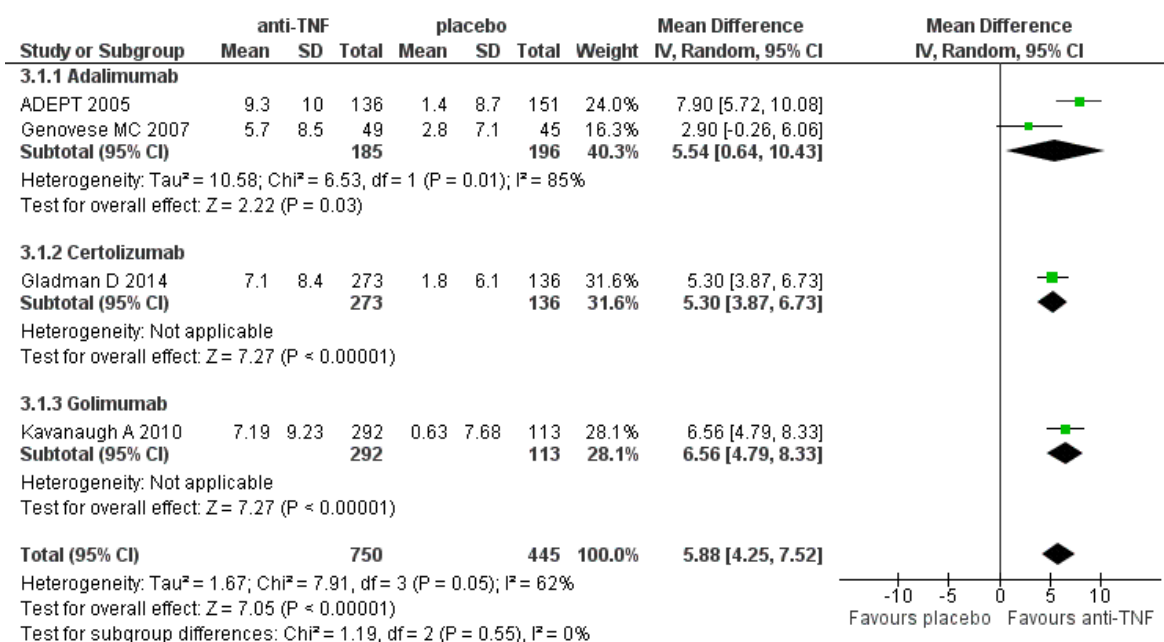 anti-TNF placebo Mean Difference Mean Difference
Study or Subgroup Mean SD Total Mean SD Total Weight IV, Random, 95% CI IV, Random, 95% CI
3.1.1 Adalimumab
ADEPT 2005 9.3 10 136 1.4 8.7 151 24.0% 7.90 [5.72, 10.08]
Genovese MC 2007 5.7 8.5 49 2.8 7.1 45 16.3% 2.90 [-0.26, 6.06]
Subtotal (95% CI) 185 196 40.3% 5.54 [0.64, 10.43]
Heterogeneity: Tau² = 10.58; Chi² = 6.53, df = 1 (P = 0.01); I² = 85%
Test for overall effect: Z = 2.22 (P = 0.03)
3.1.2 Certolizumab
Gladman D 2014 7.1 8.4 273 1.8 6.1 136 31.6% 5.30 [3.87, 6.73]
Subtotal (95% CI) 273 136 31.6% 5.30 [3.87, 6.73]
Heterogeneity: Not applicable
Test for overall effect: Z = 7.27 (P < 0.00001)
3.1.3 Golimumab
Kavanaugh A 2010 7.19 9.23 292 0.63 7.68 113 28.1% 6.56 [4.79, 8.33]
Subtotal (95% CI) 292 113 28.1% 6.56 [4.79, 8.33]
Heterogeneity: Not applicable
Test for overall effect: Z = 7.27 (P < 0.00001)
Total (95% CI) 750 445 100.0% 5.88 [4.25, 7.52]
Heterogeneity: Tau² = 1.67; Chi² = 7.91, df = 3 (P = 0.05); I² = 62%
Test for overall effect: Z = 7.05 (P < 0.00001)
Test for subgroup differences: Chi² = 1.19, df = 2 (P = 0.55), I² = 0%
-10 -5 0 5 10
Favours placebo Favours anti-TNF